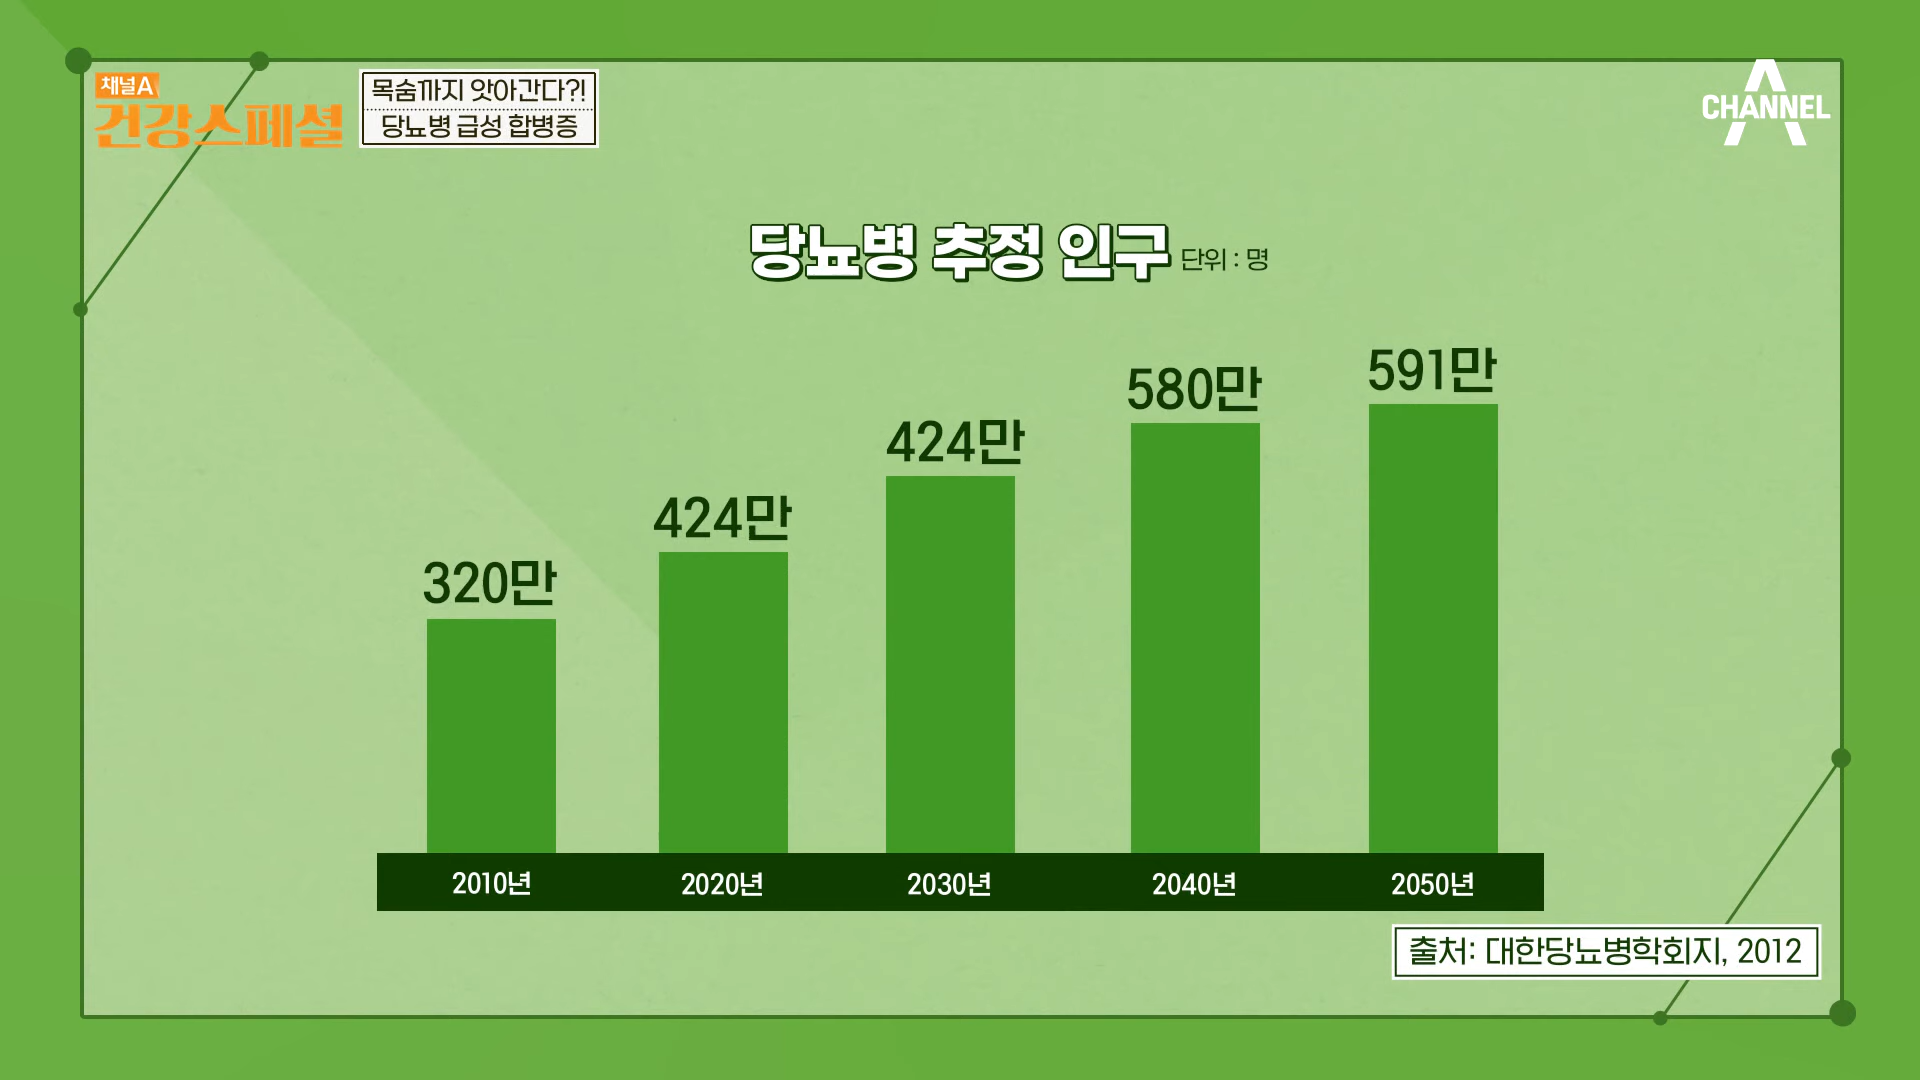 채널A
건강스페셜
목숨까지 앗아간다?!
당뇨병 급성 합병증
CHANNEL A
당뇨병 추정 인구 단위 : 명
320만
424만
424만
580만
591만
2010년
2020년
2030년
2040년
2050년
출처: 대한당뇨병학회지, 2012